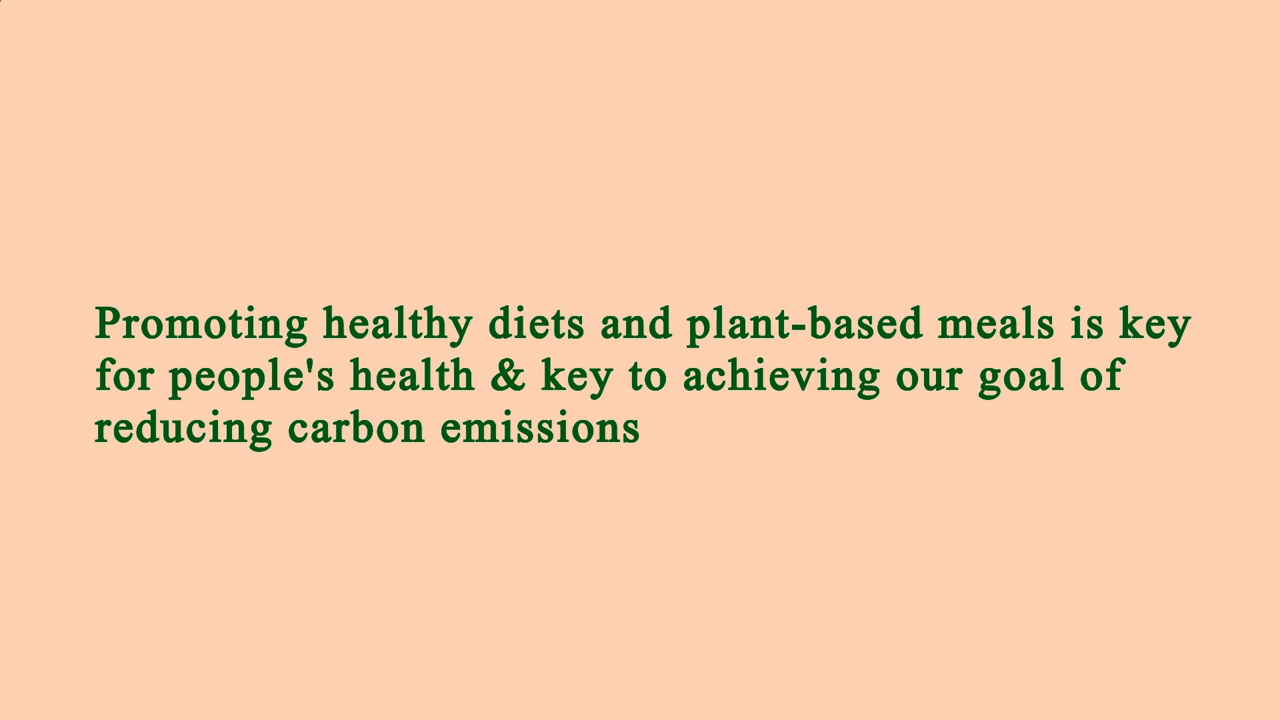 Promoting healthy diets and plant-based meals is key
for people's health & key to achieving our goal of
reducing carbon emissions